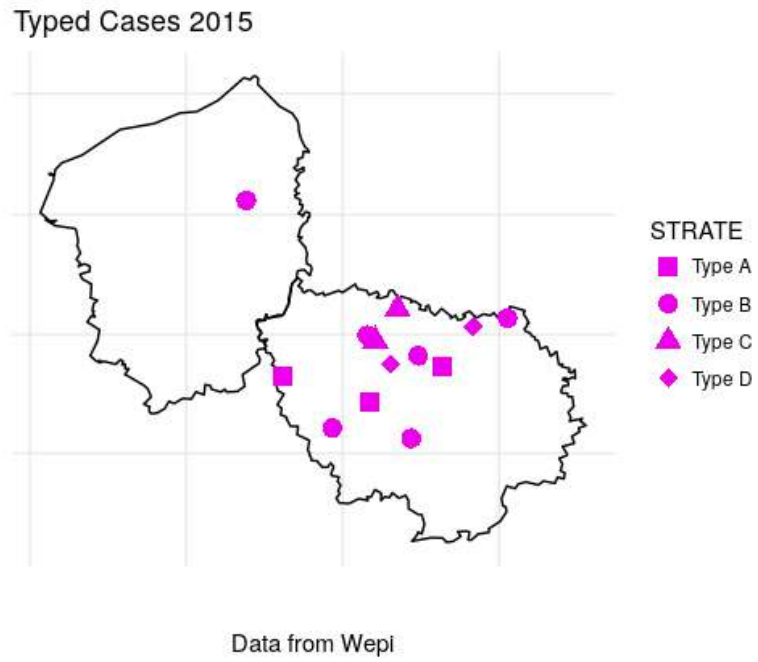 Typed Cases 2015
STRATE
Type A
Type B
Type C
Type D
Data from Wepi